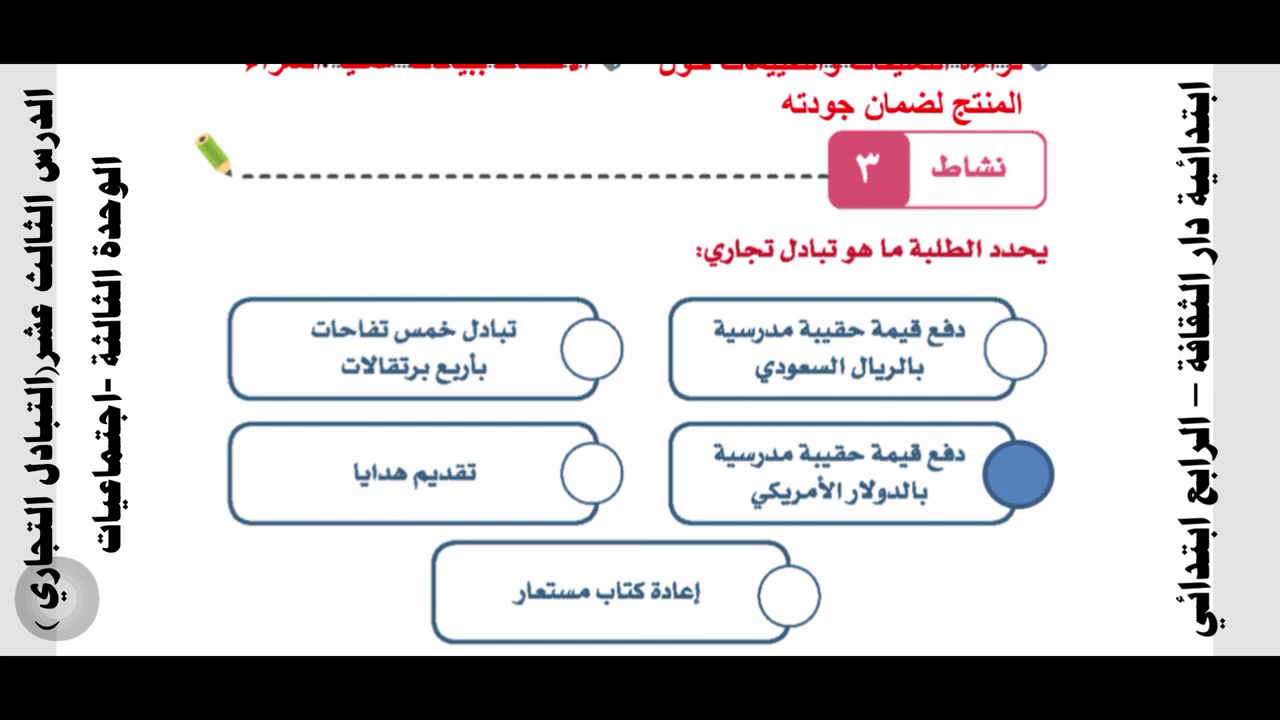 المنتج لضمان جودته
نشاط ٣
يحدد الطلبة ما هو تبادل تجاري:
دفع قيمة حقيبة مدرسية
بالريال السعودي
تبادل خمس تفاحات
بأربع برتقالات
دفع قيمة حقيبة مدرسية
بالدولار الأمريكي
تقديم هدايا
إعادة كتاب مستعار
ابتدائية دار الثقافة – الرابع ابتدائي
الوحدة الثالثة -اجتماعيات
الدرس الثالث عشر(التبادل التجاري )